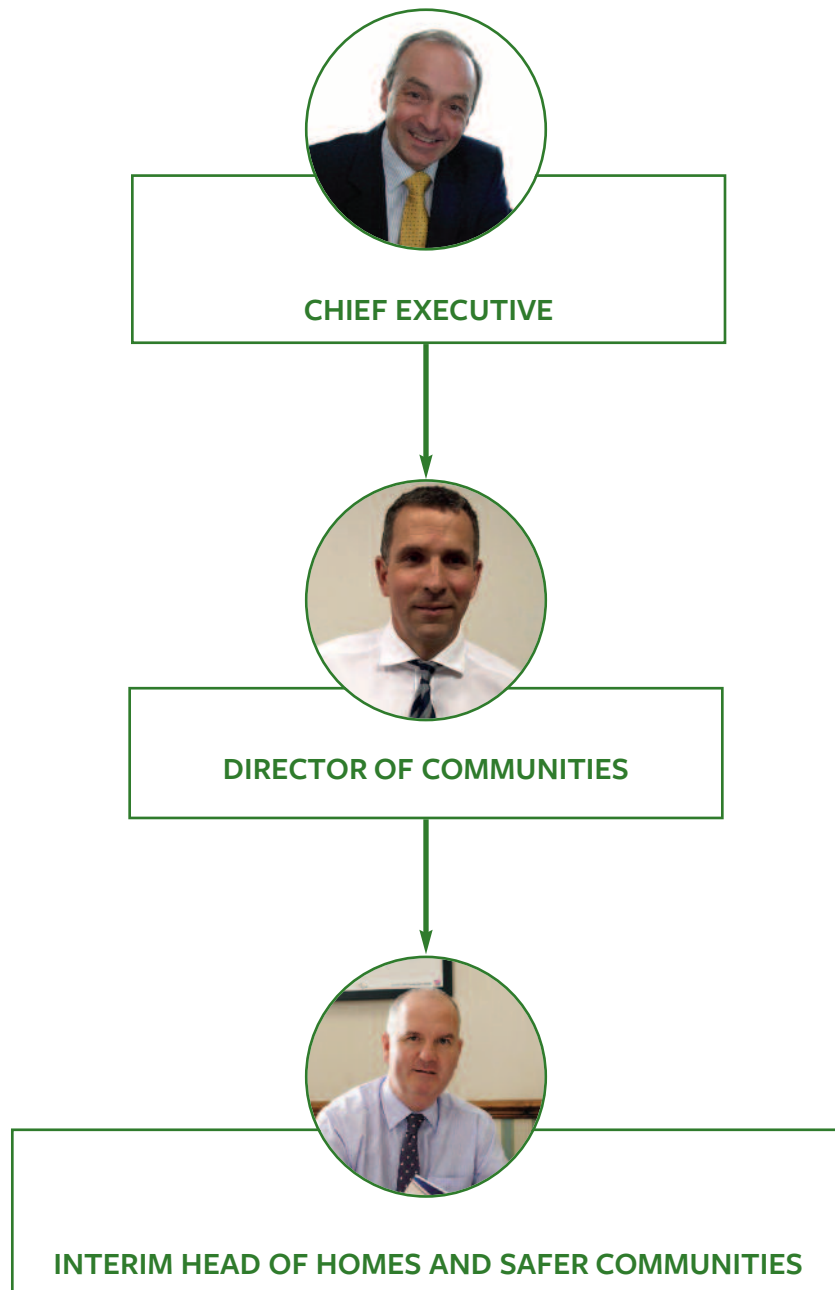 CHIEF EXECUTIVE
DIRECTOR OF COMMUNITIES
INTERIM HEAD OF HOMES AND SAFER COMMUNITIES